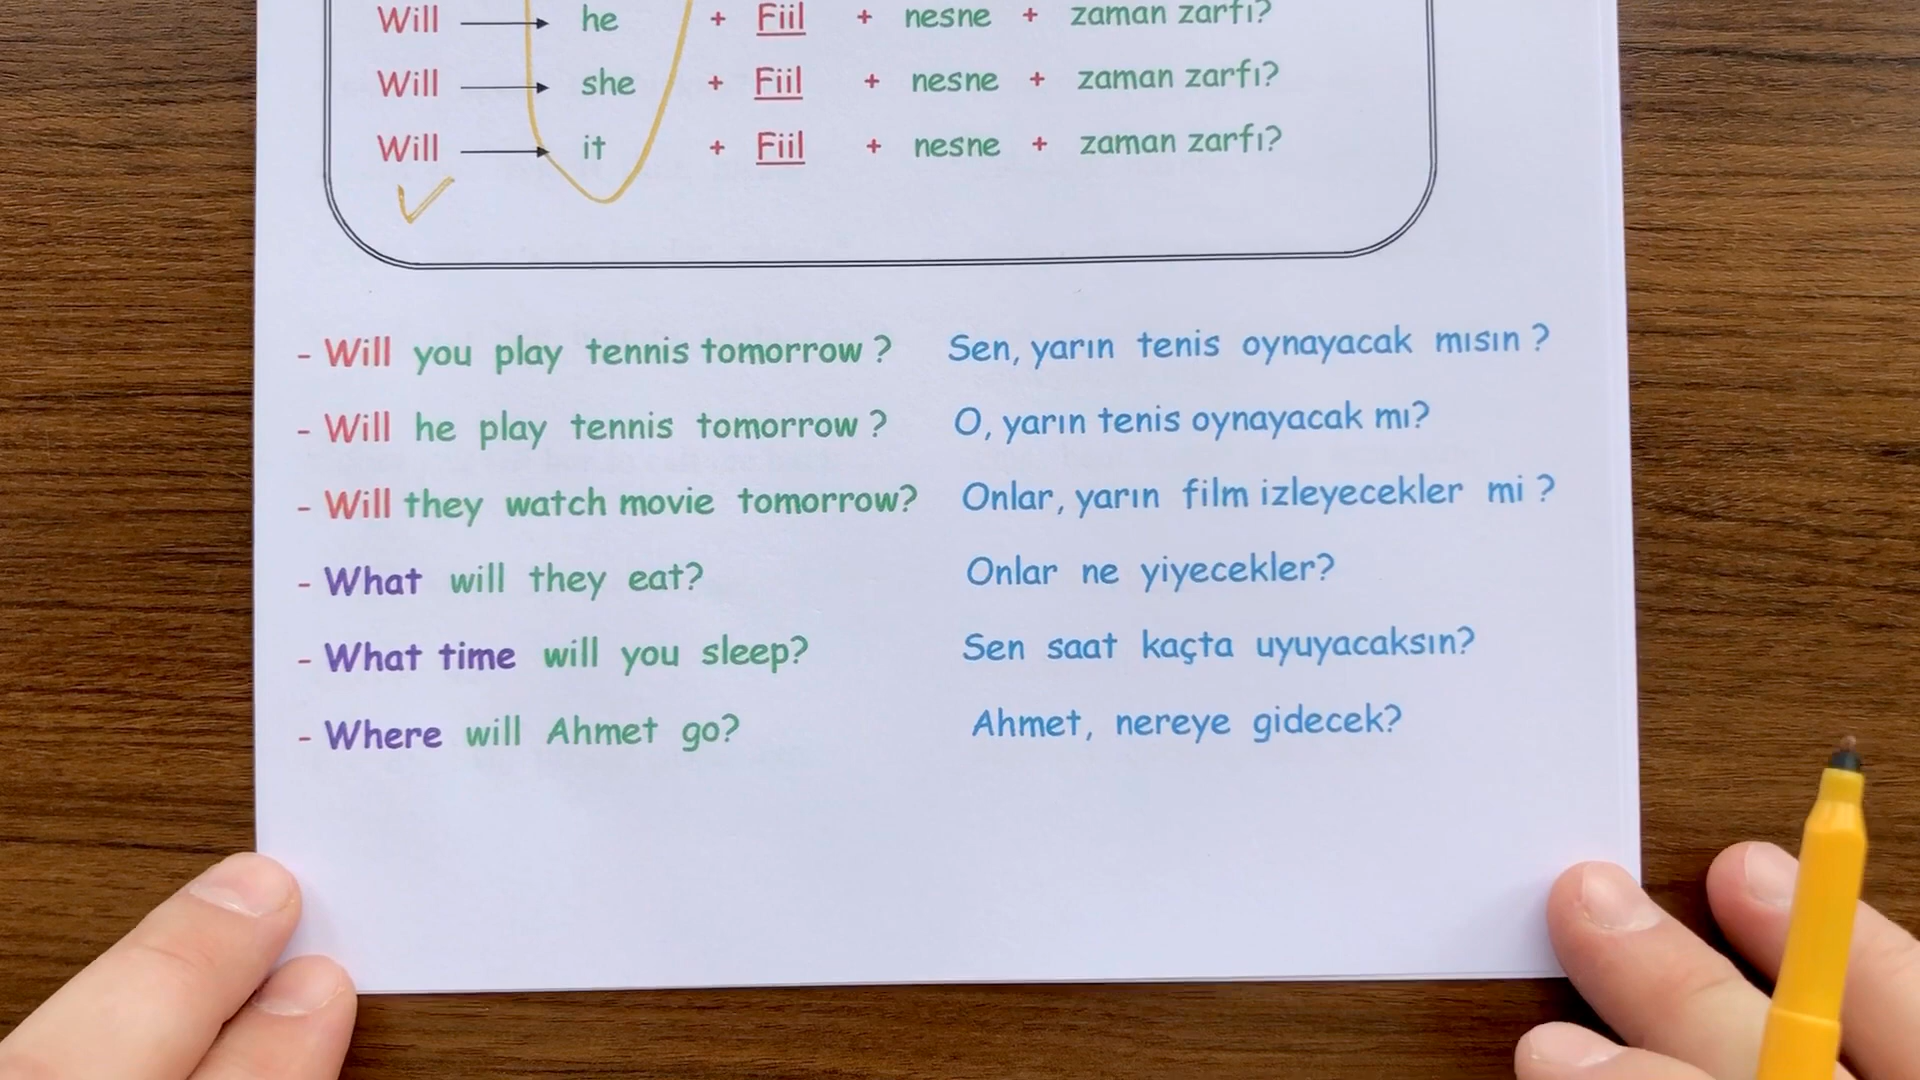 Will he + Fiil + nesne + zaman zarfı?
Will she + Fiil + nesne + zaman zarfı?
Will it + Fiil + nesne + zaman zarfı?
- Will you play tennis tomorrow ? Sen, yarın tenis oynayacak mısın ?
- Will he play tennis tomorrow ? O, yarın tenis oynayacak mı?
- Will they watch movie tomorrow? Onlar, yarın film izleyecekler mi ?
- What will they eat? Onlar ne yiyecekler?
- What time will you sleep? Sen saat kaçta uyuyacaksın?
- Where will Ahmet go? Ahmet, nereye gidecek?